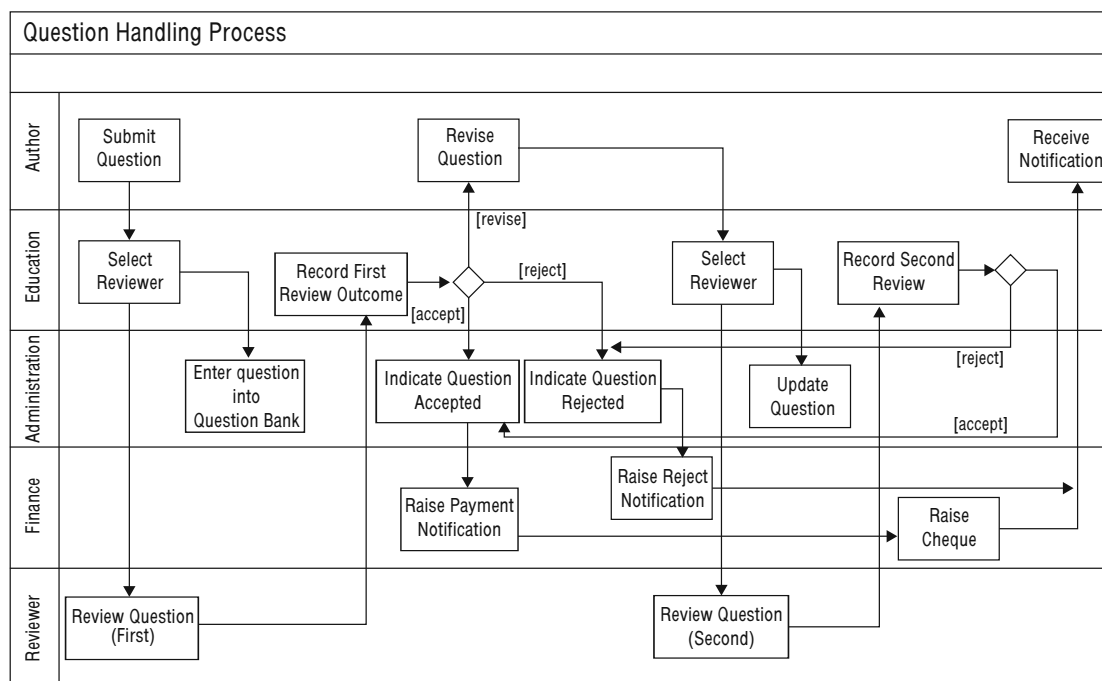 Question Handling Process
Author
Submit
Question
Revise
Question
Receive
Notification
[revise]
Education
Select
Reviewer
Record First
Review Outcome
[reject]
[accept]
Select
Reviewer
Record Second
Review
Administration
Enter question
into
Question Bank
Indicate Question
Accepted
Indicate Question
Rejected
Update
Question
[reject]
[accept]
Finance
Raise Payment
Notification
Raise Reject
Notification
Raise
Cheque
Reviewer
Review Question
(First)
Review Question
(Second)